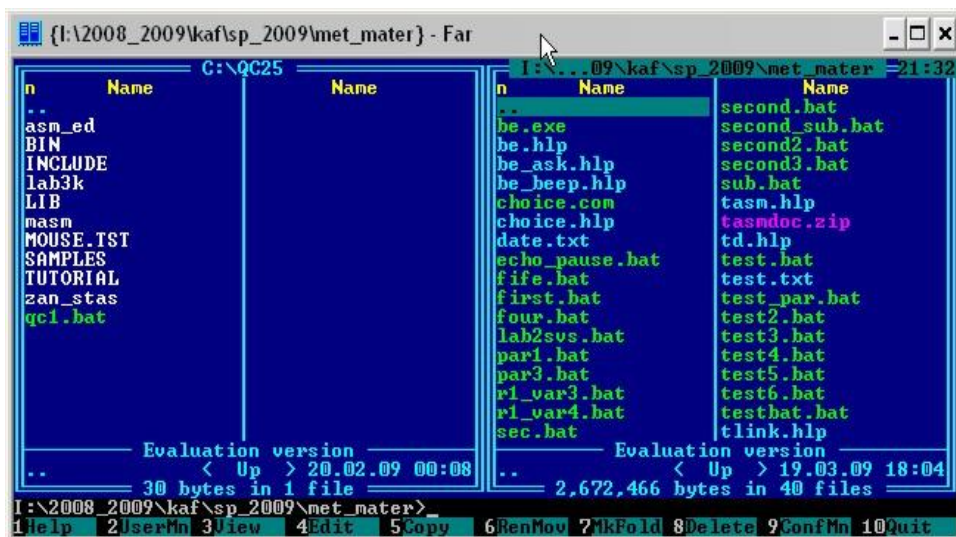 {I:\2008_2009\kaf\sp_2009\met_mater} - Far
C:\QC25
n Name Name
..
asm_ed
BIN
INCLUDE
lab3k
LIB
masm
MOUSE.TST
SAMPLES
TUTORIAL
zan_stas
qc1.bat
Evaluation version
.. < Up > 20.02.09 00:08
30 bytes in 1 file
I:\...09\kaf\sp_2009\met_mater 21:32
n Name Name
..
be.exe
be.hlp
be_ask.hlp
be_beep.hlp
choice.com
choice.hlp
date.txt
echo_pause.bat
fife.bat
first.bat
four.bat
lab2svs.bat
par1.bat
par3.bat
r1_var3.bat
r1_var4.bat
sec.bat
second.bat
second_sub.bat
second2.bat
second3.bat
sub.bat
tasm.hlp
tasmdoc.zip
td.hlp
test.bat
test.txt
test_par.bat
test2.bat
test3.bat
test4.bat
test5.bat
test6.bat
testbat.bat
tlink.hlp
Evaluation version
.. < Up > 19.03.09 18:04
2,672,466 bytes in 40 files
I:\2008_2009\kaf\sp_2009\met_mater>_
1Help 2UserMn 3View 4Edit 5Copy 6RenMov 7MkFold 8Delete 9ConfMn 10Quit